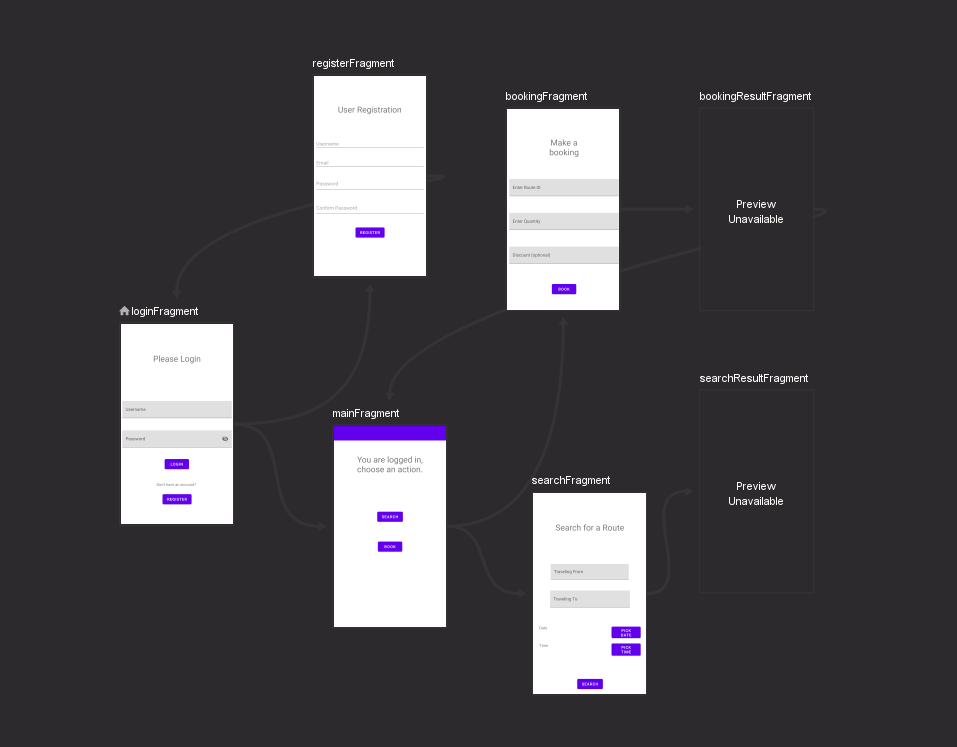 registerFragment
User Registration
Username
Email
Password
Confirm Password
REGISTER
bookingFragment
Make a
booking
Enter Route ID
Enter Quantity
Discount (optional)
BOOK
bookingResultFragment
Preview
Unavailable
loginFragment
Please Login
Username
Password
LOGIN
Don't have an account?
REGISTER
mainFragment
You are logged in,
choose an action.
SEARCH
BOOK
searchFragment
Search for a Route
Traveling From
Traveling To
Date
PICK
DATE
Time
PICK
TIME
SEARCH
searchResultFragment
Preview
Unavailable